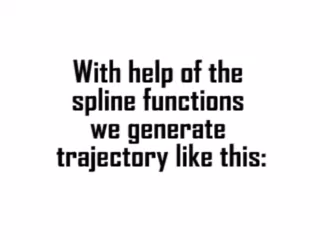 With help of the
spline functions
we generate
trajectory like this: